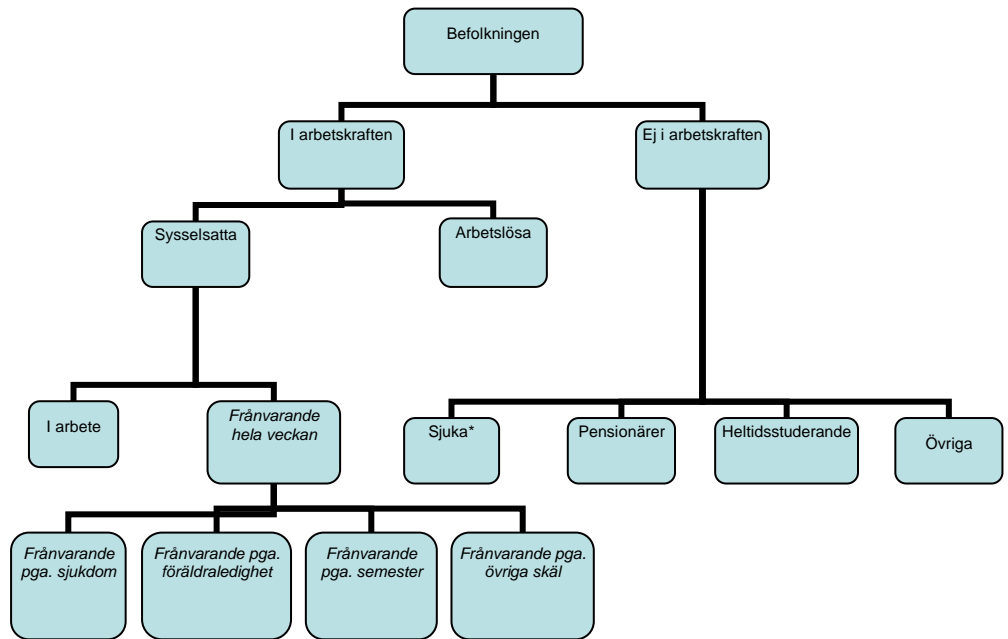 Befolkningen
I arbetskraften
Ej i arbetskraften
Sysselsatta
Arbetslösa
I arbete
Frånvarande
hela veckan
Sjuka*
Pensionärer
Heltidsstuderande
Övriga
Frånvarande
pga. sjukdom
Frånvarande pga.
föräldraledighet
Frånvarande
pga. semester
Frånvarande pga.
övriga skäl